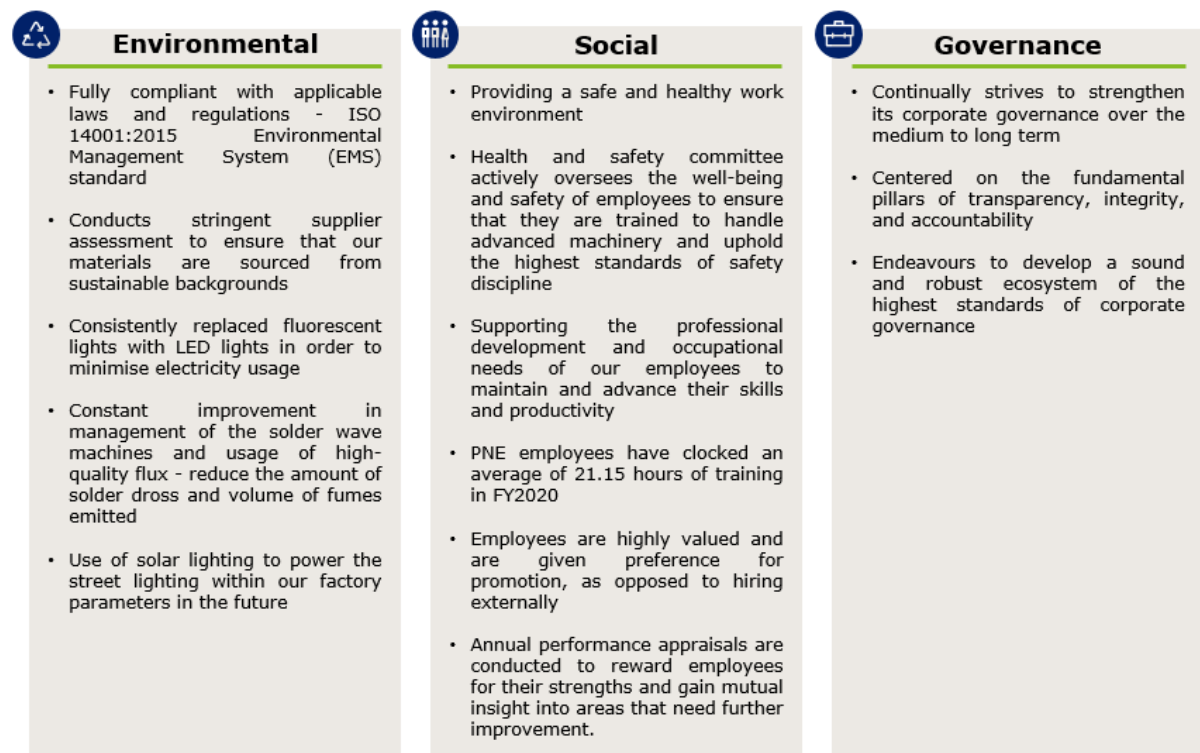 Environmental
• Fully compliant with applicable
laws and regulations - ISO
14001:2015 Environmental
Management System (EMS)
standard
• Conducts stringent supplier
assessment to ensure that our
materials are sourced from
sustainable backgrounds
• Consistently replaced fluorescent
lights with LED lights in order to
minimise electricity usage
• Constant improvement in
management of the solder wave
machines and usage of high-
quality flux - reduce the amount of
solder dross and volume of fumes
emitted
• Use of solar lighting to power the
street lighting within our factory
parameters in the future
Social
• Providing a safe and healthy work
environment
• Health and safety committee
actively oversees the well-being
and safety of employees to ensure
that they are trained to handle
advanced machinery and uphold
the highest standards of safety
discipline
• Supporting the professional
development and occupational
needs of our employees to
maintain and advance their skills
and productivity
• PNE employees have clocked an
average of 21.15 hours of training
in FY2020
• Employees are highly valued and
are given preference for
promotion, as opposed to hiring
externally
• Annual performance appraisals are
conducted to reward employees
for their strengths and gain mutual
insight into areas that need further
improvement.
Governance
• Continually strives to strengthen
its corporate governance over the
medium to long term
• Centered on the fundamental
pillars of transparency, integrity,
and accountability
• Endeavours to develop a sound
and robust ecosystem of the
highest standards of corporate
governance